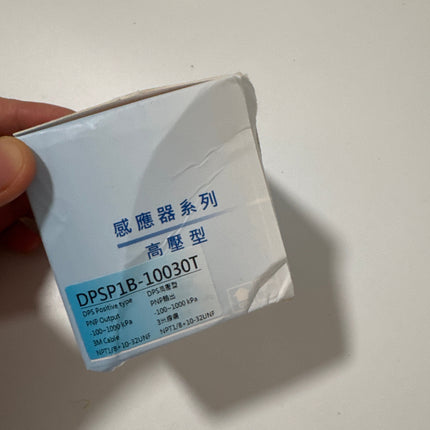 感應器系列
高壓型
DPSP1B-10030T
DPS Positive type DPS高壓型
PNP Output PNP輸出
-100~1000 kPa -100~1000 kPa
3M Cable 3M
NPT1/8+10-32UNF NPT1/8+10-32UNF